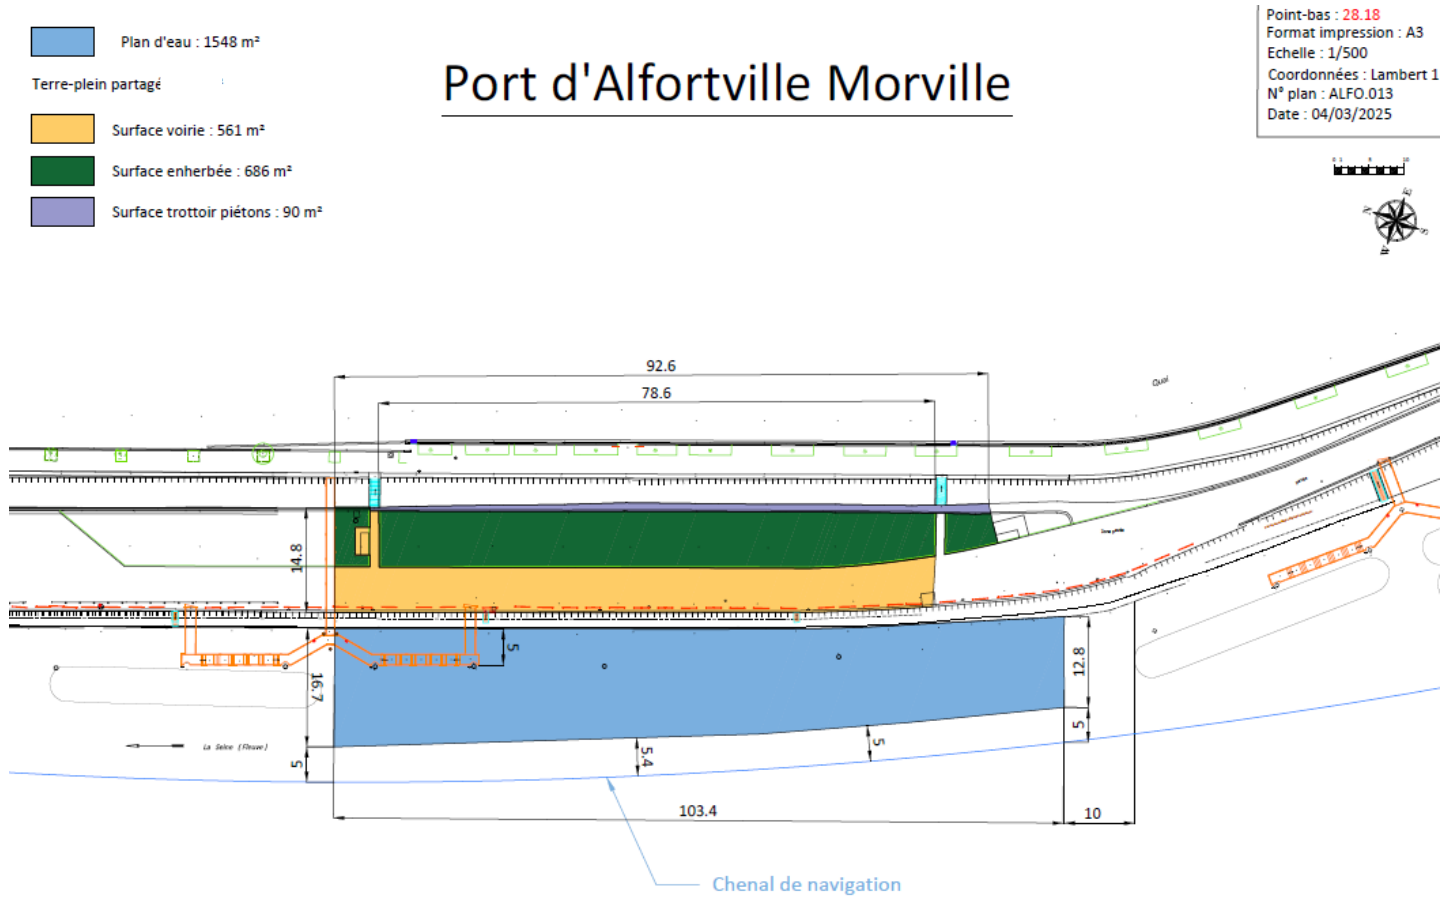 Plan d'eau : 1548 m²
Terre-plein partagé
Surface voirie : 561 m²
Surface enherbée : 686 m²
Surface trottoir piétons : 90 m²
Port d'Alfortville Morville
Point-bas : 28.18
Format impression : A3
Echelle : 1/500
Coordonnées : Lambert 1
N° plan : ALFO.013
Date : 04/03/2025
N
E
S
W
92.6
78.6
Quai
14.8
16.7
5
5
La Seine (Fleuve)
5.4
5
12.8
5
103.4
10
Chenal de navigation